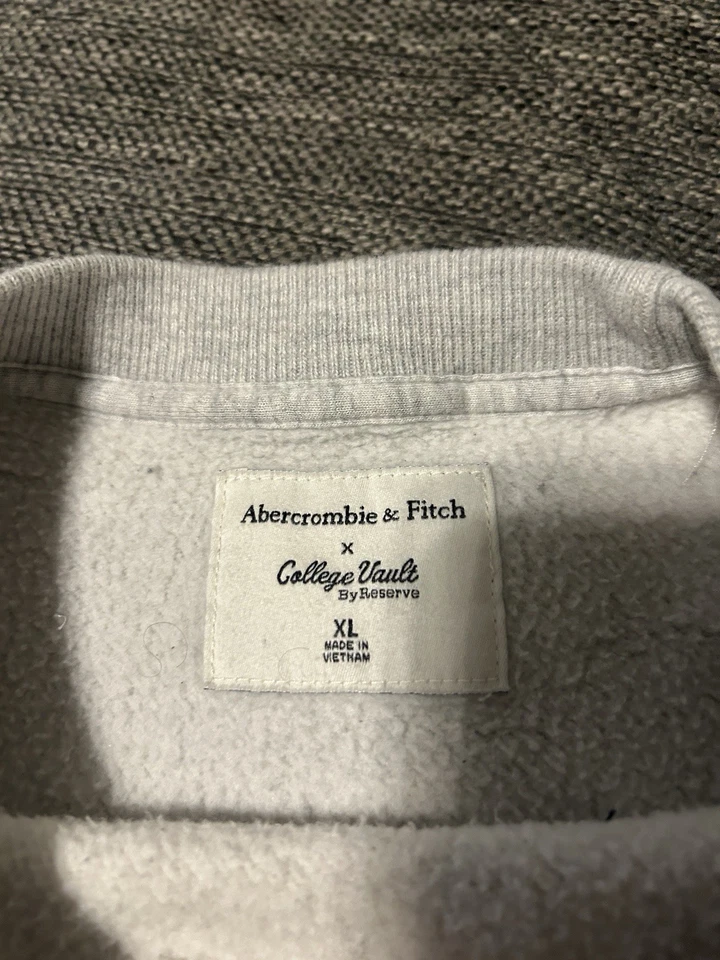 Abercrombie & Fitch
x
College Vault
By Reserve
XL
MADE IN
VIETNAM